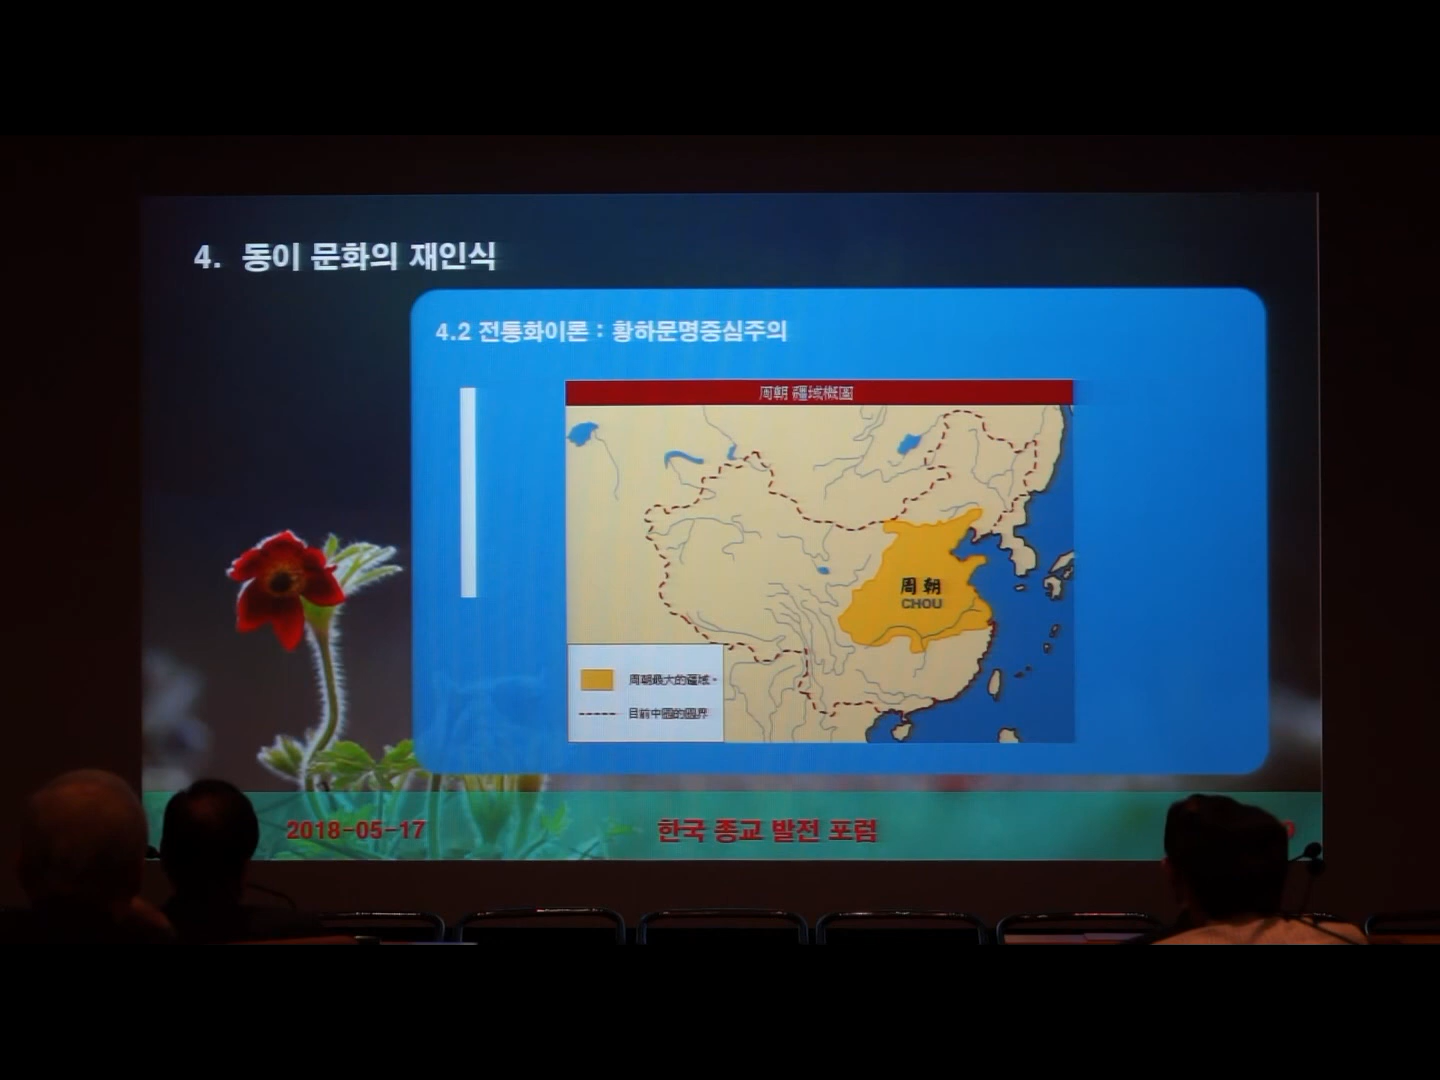 4. 동이 문화의 재인식
4.2 전통화이론 : 황하문명중심주의
周朝 疆域概圖
周朝
CHOU
周朝最大的疆域
目前中國的國界
2018-05-17
한국 종교 발전 포럼